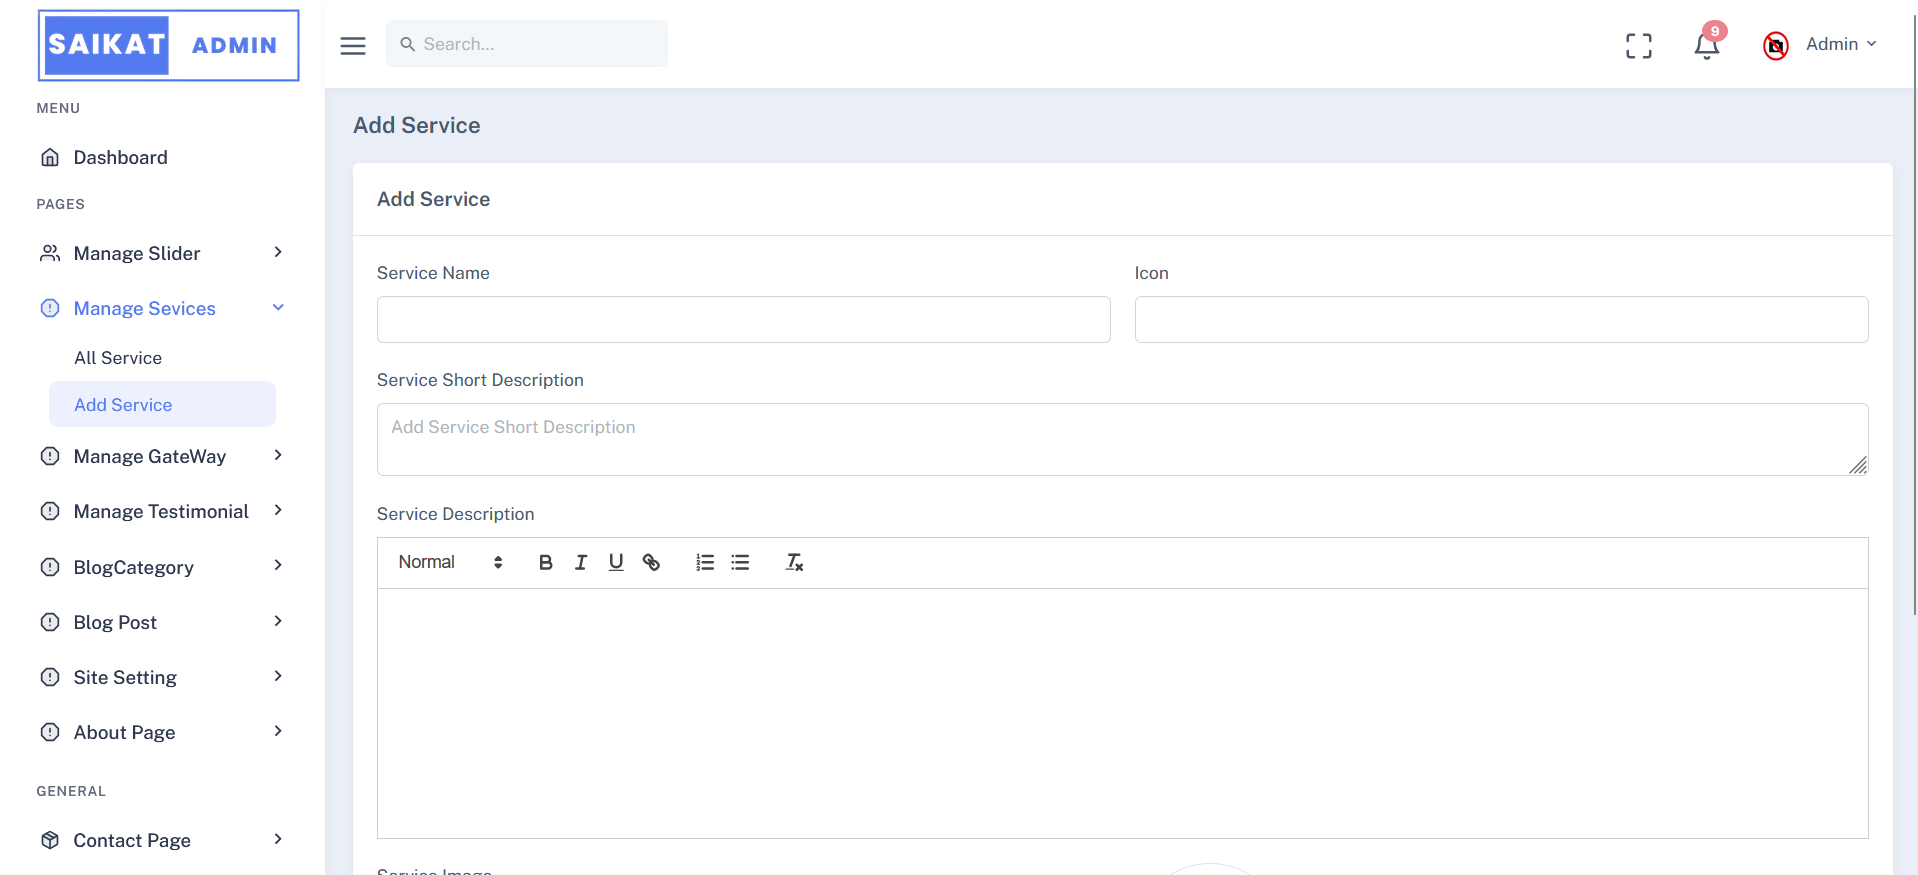 SAIKAT ADMIN
Search...
9
Admin
MENU
Dashboard
PAGES
Manage Slider
Manage Sevices
All Service
Add Service
Manage GateWay
Manage Testimonial
BlogCategory
Blog Post
Site Setting
About Page
GENERAL
Contact Page
Add Service
Add Service
Service Name
Icon
Service Short Description
Add Service Short Description
Service Description
Normal
Service Image